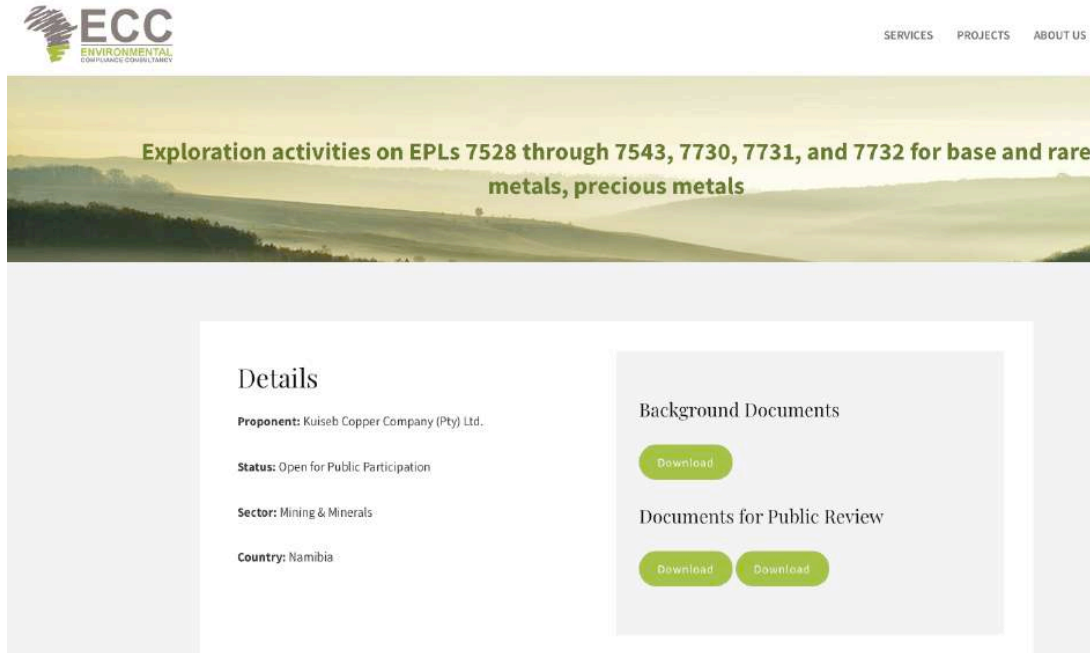 ECC
ENVIRONMENTAL
COMPLIANCE CONSULTANCY
SERVICES PROJECTS ABOUT US
Exploration activities on EPLs 7528 through 7543, 7730, 7731, and 7732 for base and rare
metals, precious metals
Details
Proponent: Kuiseb Copper Company (Pty) Ltd.
Status: Open for Public Participation
Sector: Mining & Minerals
Country: Namibia
Background Documents
Download
Documents for Public Review
Download Download